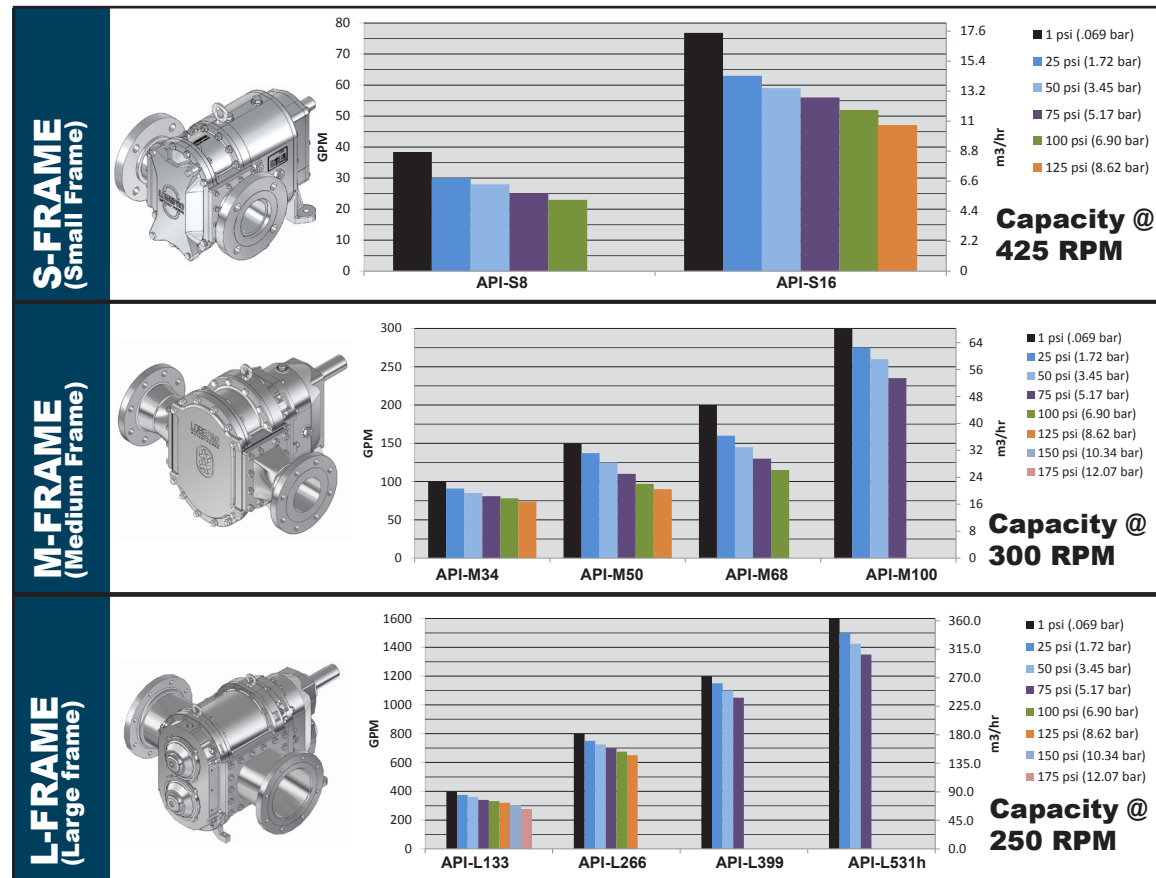 S-FRAME
(Small Frame)
80
70
60
50
40
30
20
10
0
GPM
17.6
15.4
13.2
11
8.8
6.6
4.4
2.2
0
m3/hr
API-S8
API-S16
1 psi (.069 bar)
25 psi (1.72 bar)
50 psi (3.45 bar)
75 psi (5.17 bar)
100 psi (6.90 bar)
125 psi (8.62 bar)
Capacity @
425 RPM
M-FRAME
(Medium Frame)
300
250
200
150
100
50
0
GPM
64
56
48
40
32
24
16
8
0
m3/hr
API-M34
API-M50
API-M68
API-M100
1 psi (.069 bar)
25 psi (1.72 bar)
50 psi (3.45 bar)
75 psi (5.17 bar)
100 psi (6.90 bar)
125 psi (8.62 bar)
150 psi (10.34 bar)
175 psi (12.07 bar)
Capacity @
300 RPM
L-FRAME
(Large frame)
1600
1400
1200
1000
800
600
400
200
0
GPM
360.0
315.0
270.0
225.0
180.0
135.0
90.0
45.0
0.0
m3/hr
API-L133
API-L266
API-L399
API-L531h
1 psi (.069 bar)
25 psi (1.72 bar)
50 psi (3.45 bar)
75 psi (5.17 bar)
100 psi (6.90 bar)
125 psi (8.62 bar)
150 psi (10.34 bar)
175 psi (12.07 bar)
Capacity @
250 RPM